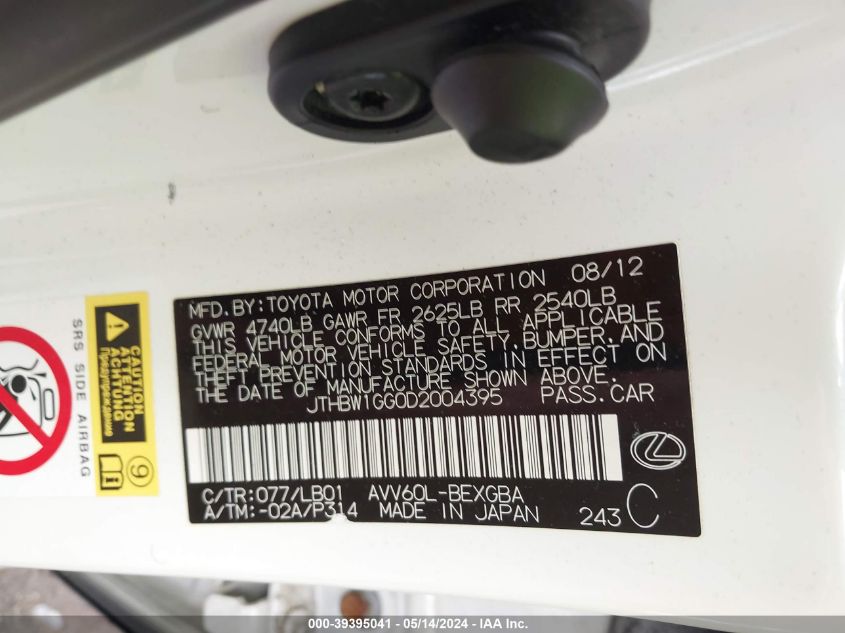 MFD. BY: TOYOTA MOTOR CORPORATION 08/12
GVWR 4740LB GAWR FR 2625LB RR 2540LB
THIS VEHICLE CONFORMS TO ALL APPLICABLE
FEDERAL MOTOR VEHICLE SAFETY, BUMPER, AND
THEFT PREVENTION STANDARDS IN EFFECT ON
THE DATE OF MANUFACTURE SHOWN ABOVE.
JTHBW1GG0D2004395 PASS.CAR
C/TR:077/LB01 AVV60L-BEXGBA
A/TM:-02A/P314 MADE IN JAPAN 243 C
SRS SIDE AIRBAG
CAUTION
ATTENTION
ACHTUNG
Предупреждение
9
000-39395041 / 05/14/2024 - IAA Inc.